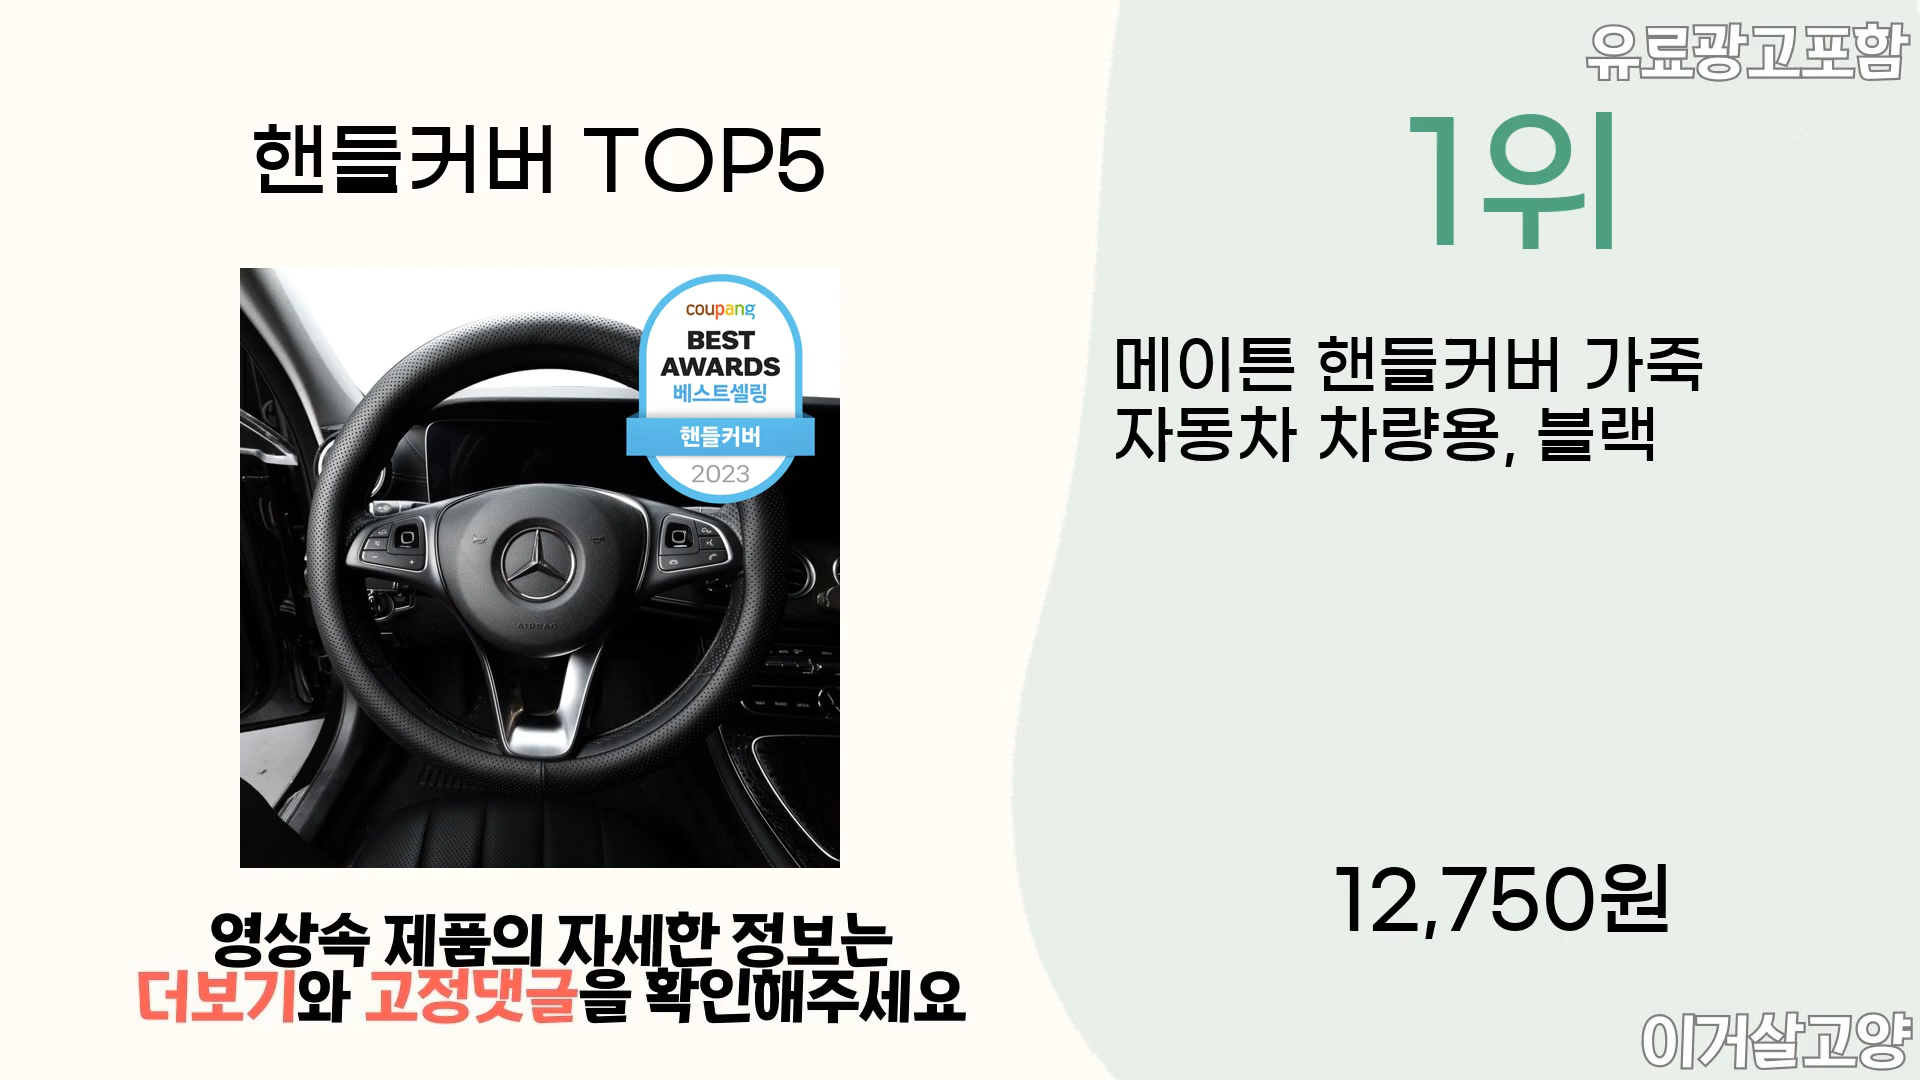 유료광고포함
핸들커버 TOP5
1위
coupang
BEST
AWARDS
베스트셀링
핸들커버
2023
AIRBAG
메이튼 핸들커버 가죽
자동차 차량용, 블랙
12,750원
영상속 제품의 자세한 정보는
더보기와 고정댓글을 확인해주세요
이거살고양